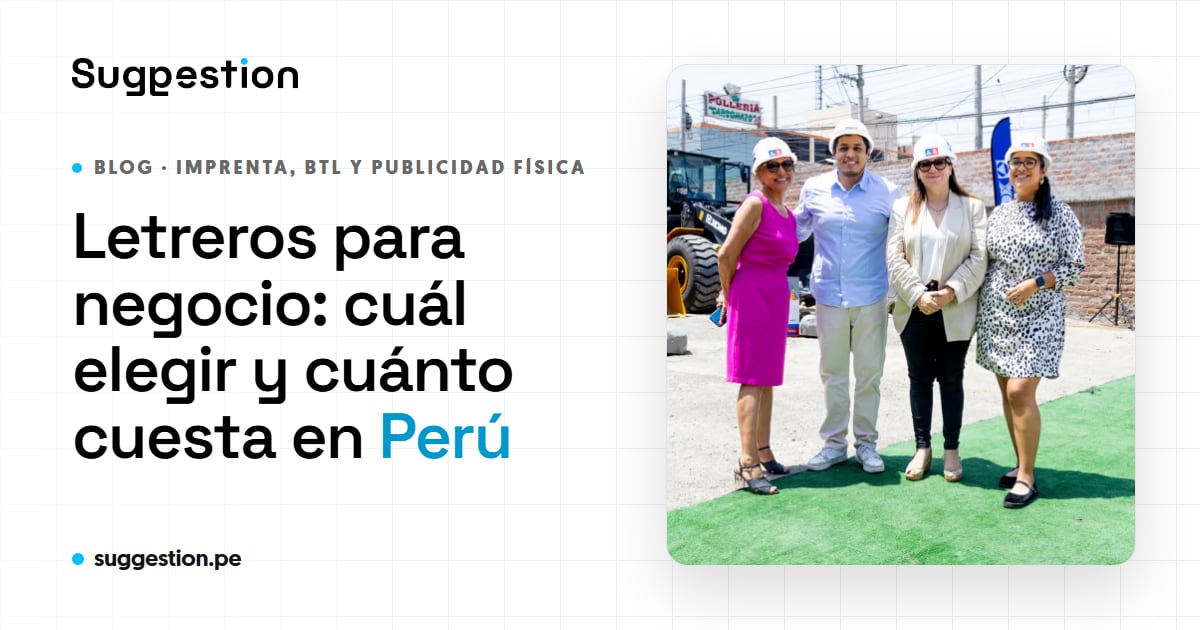 Suggestion
BLOG · IMPRENTA, BTL Y PUBLICIDAD FÍSICA
Letreros para
negocio: cuál
elegir y cuánto
cuesta en Perú
suggestion.pe
POLLERIA